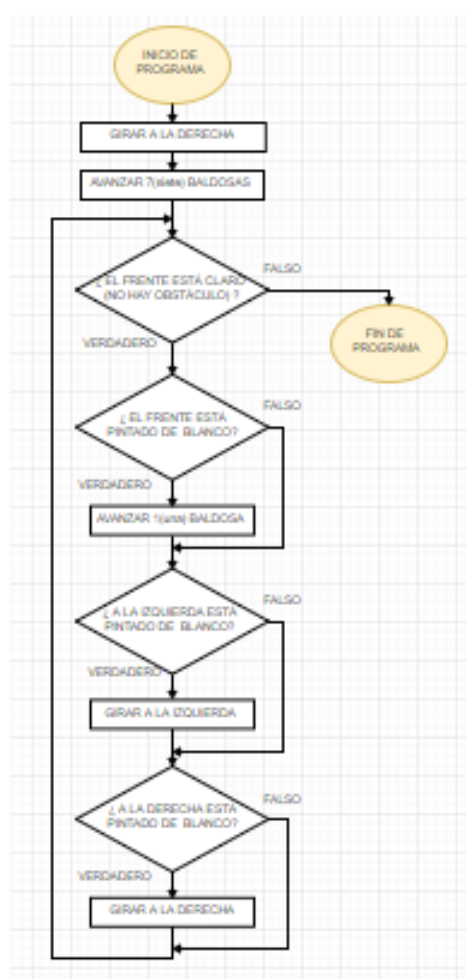 INICIO DE
PROGRAMA
GIRAR A LA DERECHA
AVANZAR 7(siete) BALDOSAS
¿ EL FRENTE ESTÁ CLARO
(NO HAY OBSTÁCULO) ?
FALSO
VERDADERO
FIN DE
PROGRAMA
¿ EL FRENTE ESTÁ
PINTADO DE BLANCO?
FALSO
VERDADERO
AVANZAR 1(una) BALDOSA
¿ A LA IZQUIERDA ESTÁ
PINTADO DE BLANCO?
FALSO
VERDADERO
GIRAR A LA IZQUIERDA
¿ A LA DERECHA ESTÁ
PINTADO DE BLANCO?
FALSO
VERDADERO
GIRAR A LA DERECHA